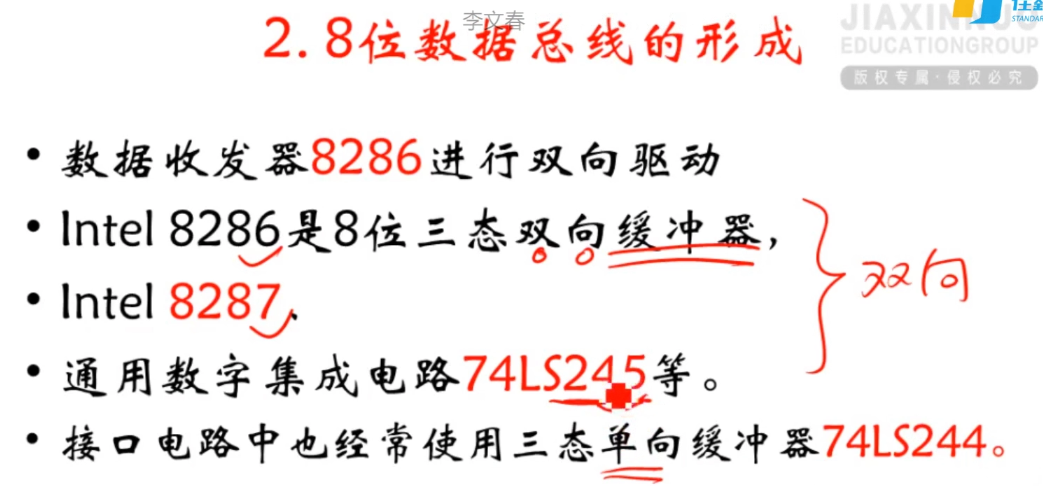 李文春
2. 8位数据总线的形成
EDUCATIONGROUP
版权专属·侵权必究
STANDAR
• 数据收发器8286进行双向驱动
• Intel 8286是8位三态双向缓冲器，
• Intel 8287、
• 通用数字集成电路74LS245等。
• 接口电路中也经常使用三态单向缓冲器74LS244。
双向